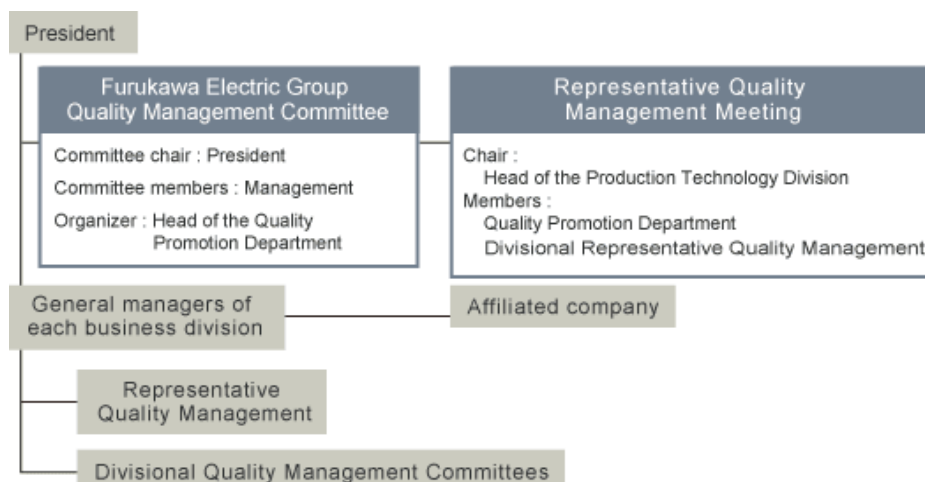 President
Furukawa Electric Group
Quality Management Committee
Committee chair : President
Committee members : Management
Organizer : Head of the Quality
Promotion Department
Representative Quality
Management Meeting
Chair :
Head of the Production Technology Division
Members :
Quality Promotion Department
Divisional Representative Quality Management
General managers of
each business division
Affiliated company
Representative
Quality Management
Divisional Quality Management Committees